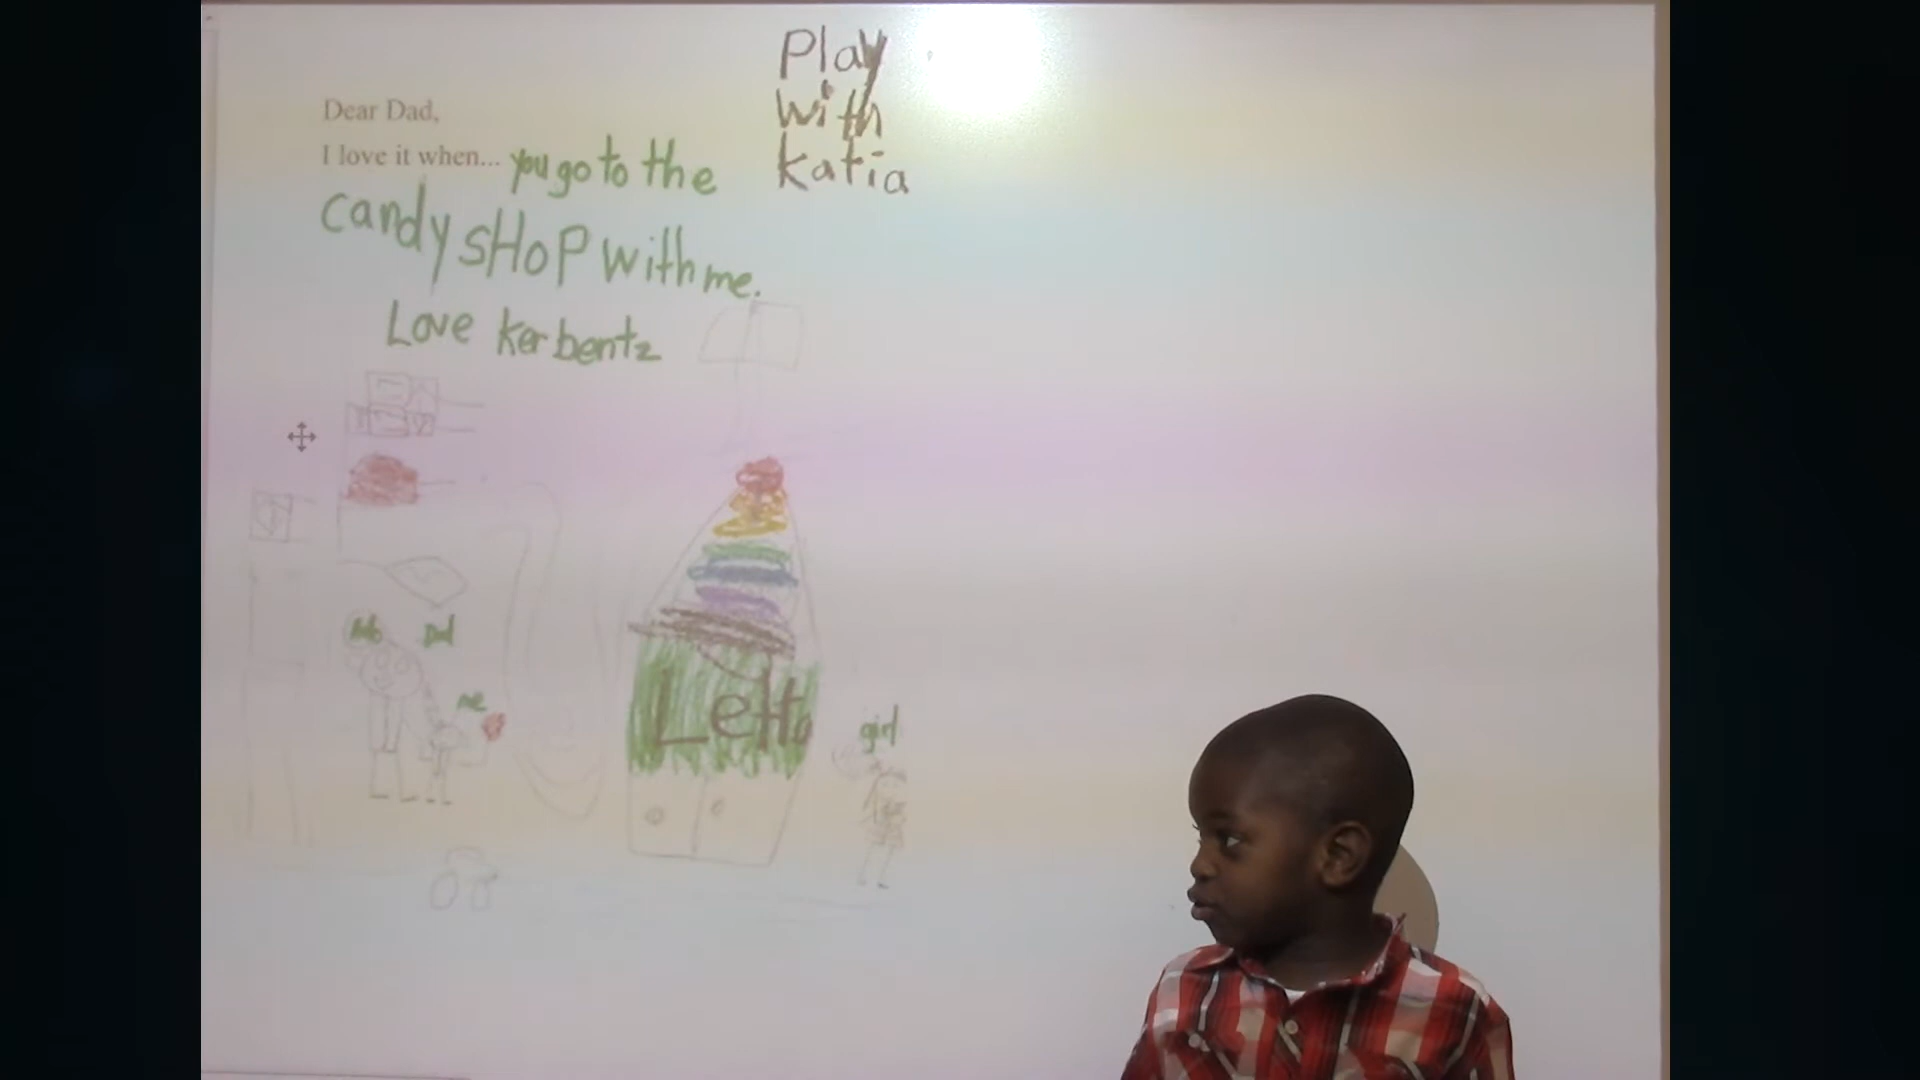 Play
with
Katia
Dear Dad,
I love it when... you go to the
candy SHOP with me.
Love Kerbentz
Dad
me
girl